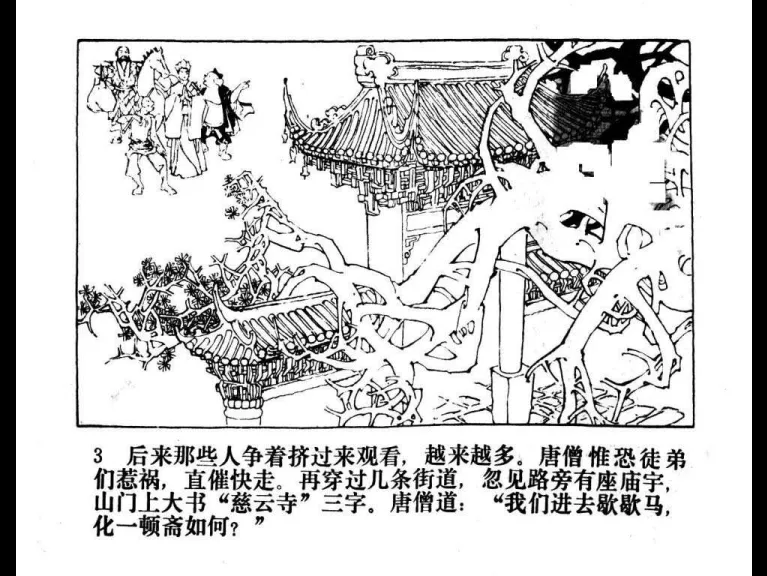 3 后来那些人争着挤过来观看，越来越多。唐僧惟恐徒弟
们惹祸，直催快走。再穿过几条街道，忽见路旁有座庙宇，
山门上大书“慈云寺”三字。唐僧道：“我们进去歇歇马，
化一顿斋如何？”